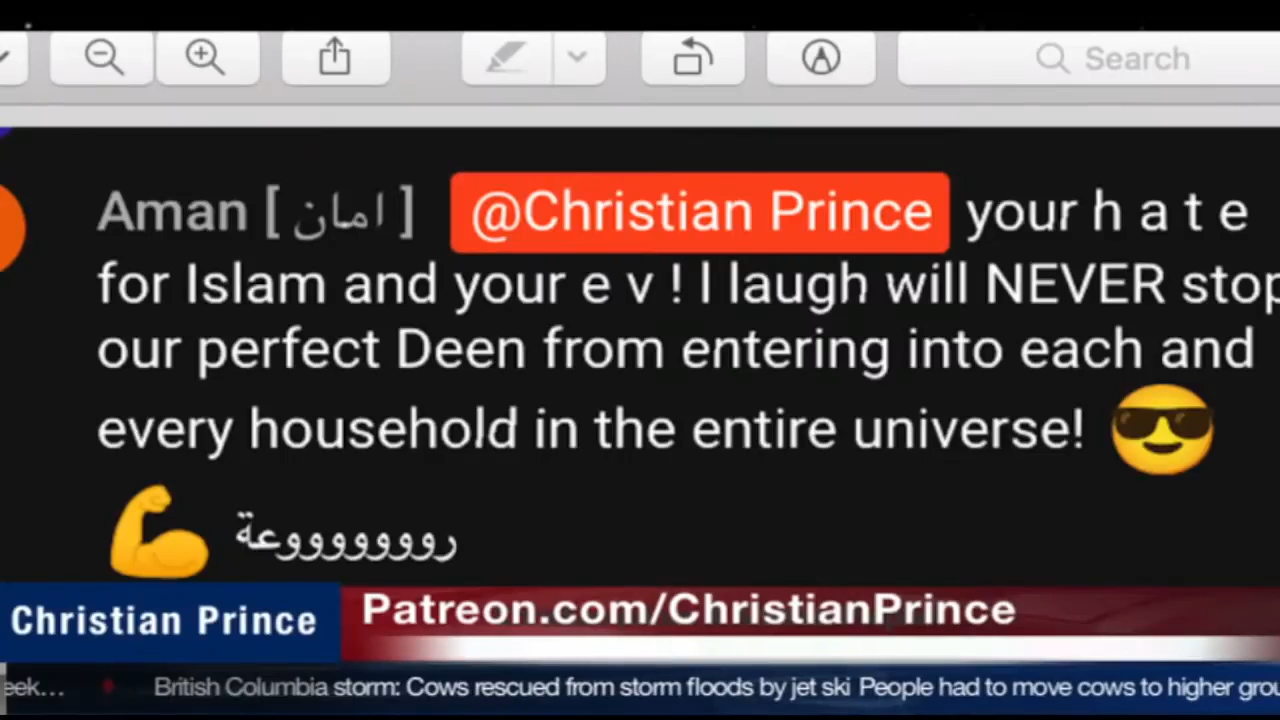 Search
Aman [ امان ] @Christian Prince your h a t e
for Islam and your e v ! l laugh will NEVER stop
our perfect Deen from entering into each and
every household in the entire universe! 😎
💪 رووووووووعة
Christian Prince
Patreon.com/ChristianPrince
eek... British Columbia storm: Cows rescued from storm floods by jet ski People had to move cows to higher grou